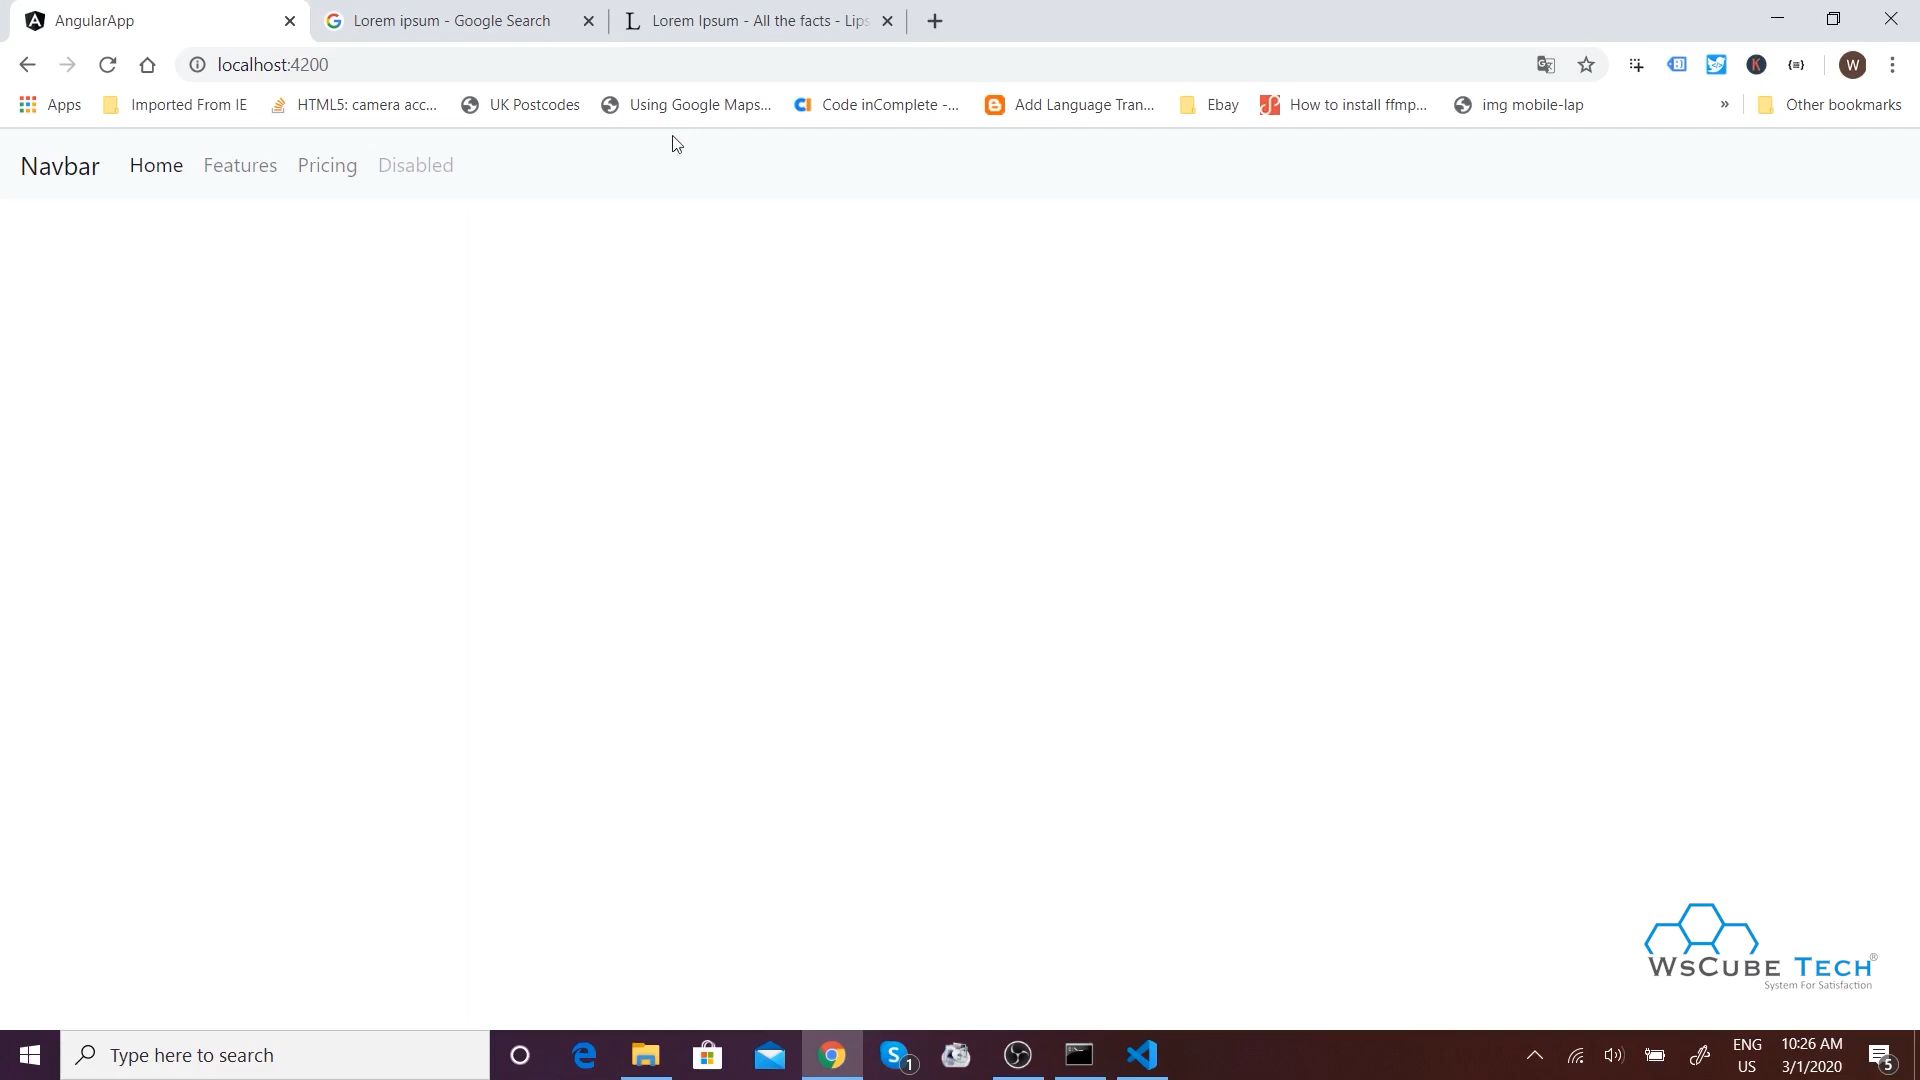 AngularApp
Lorem ipsum - Google Search
Lorem Ipsum - All the facts - Lips
localhost:4200
W
Apps
Imported From IE
HTML5: camera acc...
UK Postcodes
Using Google Maps...
Code inComplete -...
Add Language Tran...
Ebay
How to install ffmp...
img mobile-lap
»
Other bookmarks
Navbar
Home
Features
Pricing
Disabled
WsCUBE TECH®
System For Satisfaction
Type here to search
1
ENG
US
10:26 AM
3/1/2020
5